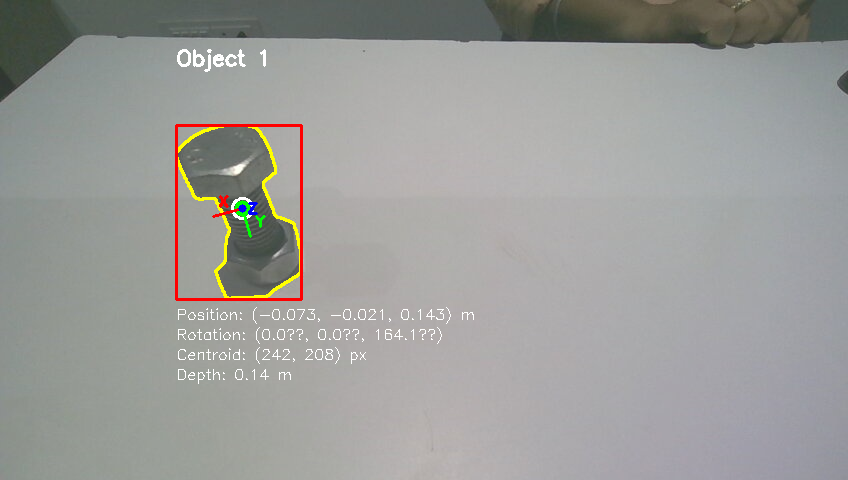 Object 1
X
Z
Y
Position: (-0.073, -0.021, 0.143) m
Rotation: (0.0??, 0.0??, 164.1??)
Centroid: (242, 208) px
Depth: 0.14 m